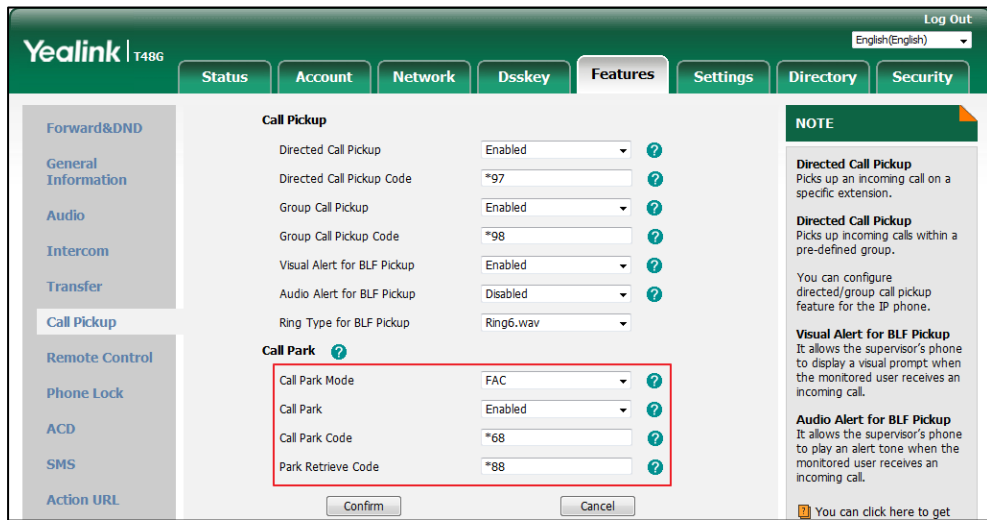 Log Out
Yealink | T48G
English(English)
Status Account Network Dsskey Features Settings Directory Security
Forward&DND
General
Information
Audio
Intercom
Transfer
Call Pickup
Remote Control
Phone Lock
ACD
SMS
Action URL
Call Pickup
Directed Call Pickup Enabled ?
Directed Call Pickup Code *97 ?
Group Call Pickup Enabled ?
Group Call Pickup Code *98 ?
Visual Alert for BLF Pickup Enabled ?
Audio Alert for BLF Pickup Disabled ?
Ring Type for BLF Pickup Ring6.wav
Call Park ?
Call Park Mode FAC ?
Call Park Enabled ?
Call Park Code *68 ?
Park Retrieve Code *88 ?
Confirm Cancel
NOTE
Directed Call Pickup
Picks up an incoming call on a
specific extension.
Directed Call Pickup
Picks up incoming calls within a
pre-defined group.
You can configure
directed/group call pickup
feature for the IP phone.
Visual Alert for BLF Pickup
It allows the supervisor's phone
to display a visual prompt when
the monitored user receives an
incoming call.
Audio Alert for BLF Pickup
It allows the supervisor's phone
to play an alert tone when the
monitored user receives an
incoming call.
? You can click here to get